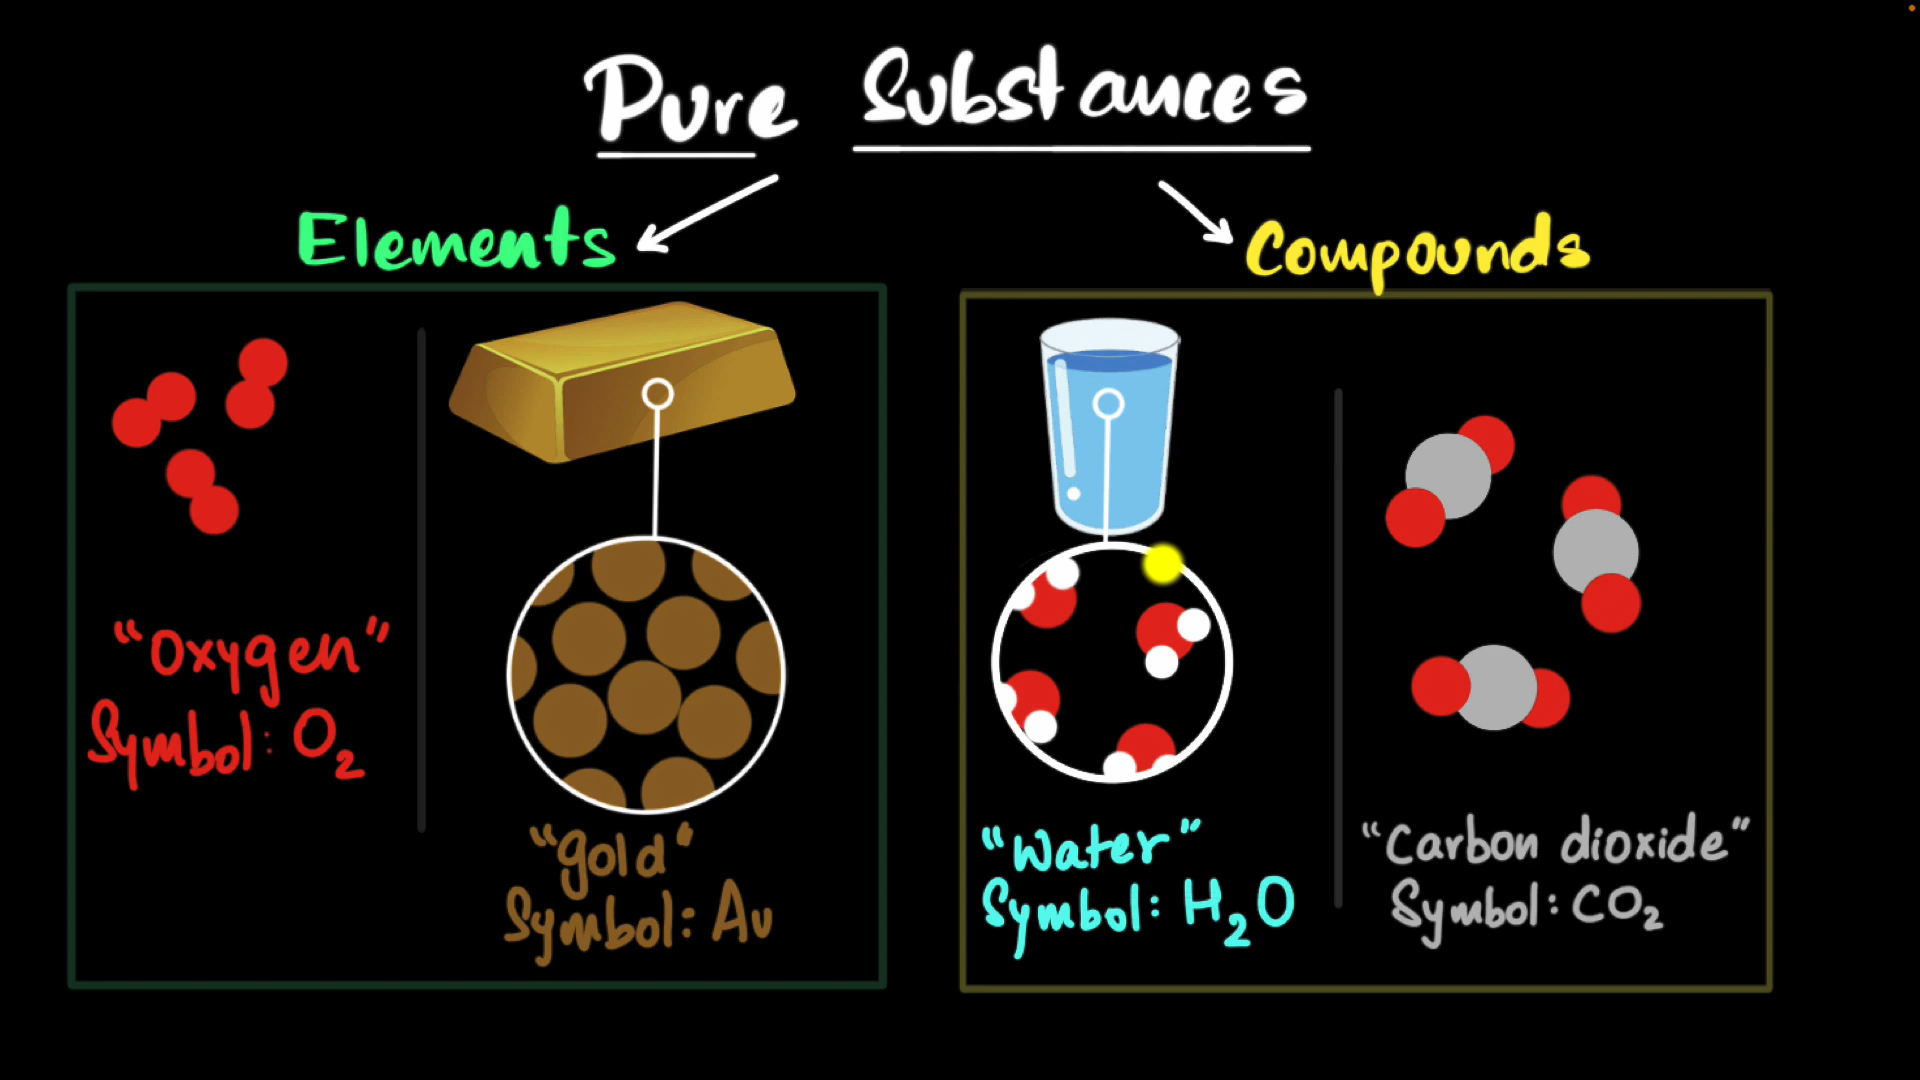 Pure Substances
Elements
Compounds
"Oxygen"
Symbol: O₂
"gold"
Symbol: Au
"Water"
Symbol: H₂O
"Carbon dioxide"
Symbol: CO₂